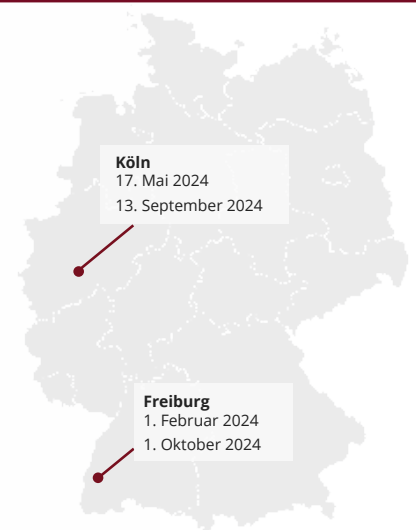 Köln
17. Mai 2024
13. September 2024
Freiburg
1. Februar 2024
1. Oktober 2024